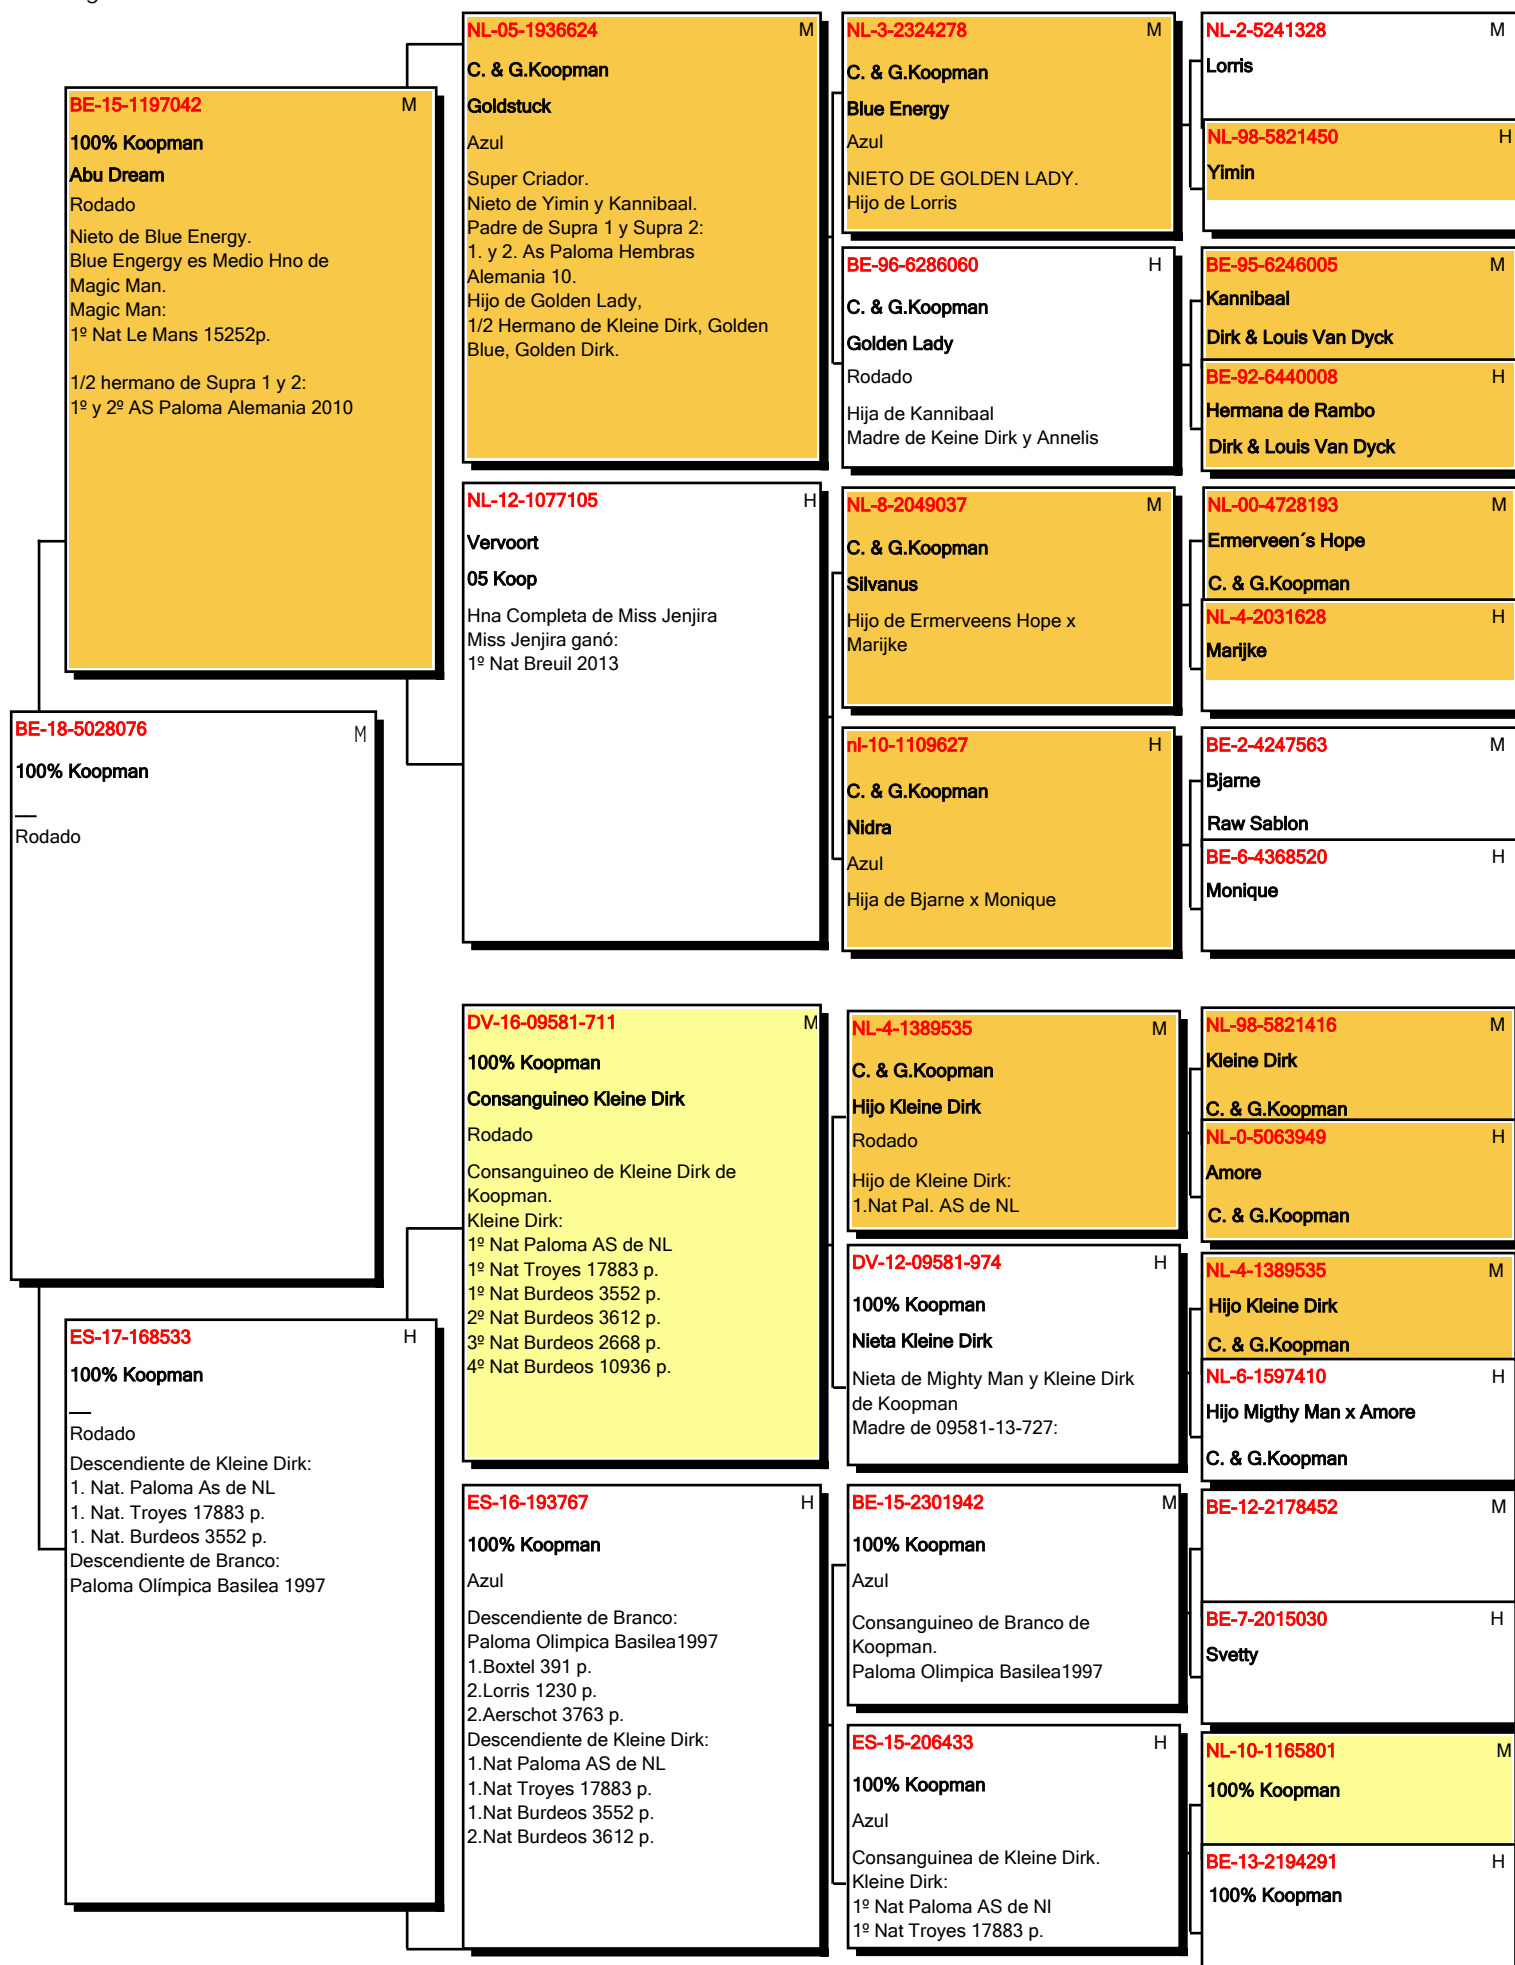 BE-18-5028076 M
100% Koopman
__
Rodado
BE-15-1197042 M
100% Koopman
Abu Dream
Rodado
Nieto de Blue Energy.
Blue Engergy es Medio Hno de
Magic Man.
Magic Man:
1º Nat Le Mans 15252p.
1/2 hermano de Supra 1 y 2:
1º y 2º AS Paloma Alemania 2010
ES-17-168533 H
100% Koopman
__
Rodado
Descendiente de Kleine Dirk:
1. Nat. Paloma As de NL
1. Nat. Troyes 17883 p.
1. Nat. Burdeos 3552 p.
Descendiente de Branco:
Paloma Olímpica Basilea 1997
NL-05-1936624 M
C. & G.Koopman
Goldstuck
Azul
Super Criador.
Nieto de Yimin y Kannibaal.
Padre de Supra 1 y Supra 2:
1. y 2. As Paloma Hembras
Alemania 10.
Hijo de Golden Lady,
1/2 Hermano de Kleine Dirk, Golden
Blue, Golden Dirk.
NL-12-1077105 H
Vervoort
05 Koop
Hna Completa de Miss Jenjira
Miss Jenjira ganó:
1º Nat Breuil 2013
DV-16-09581-711 M
100% Koopman
Consanguineo Kleine Dirk
Rodado
Consanguineo de Kleine Dirk de
Koopman.
Kleine Dirk:
1º Nat Paloma AS de NL
1º Nat Troyes 17883 p.
1º Nat Burdeos 3552 p.
2º Nat Burdeos 3612 p.
3º Nat Burdeos 2668 p.
4º Nat Burdeos 10936 p.
ES-16-193767 H
100% Koopman
Azul
Descendiente de Branco:
Paloma Olimpica Basilea1997
1.Boxtel 391 p.
2.Lorris 1230 p.
2.Aerschot 3763 p.
Descendiente de Kleine Dirk:
1.Nat Paloma AS de NL
1.Nat Troyes 17883 p.
1.Nat Burdeos 3552 p.
2.Nat Burdeos 3612 p.
NL-3-2324278 M
C. & G.Koopman
Blue Energy
Azul
NIETO DE GOLDEN LADY.
Hijo de Lorris
BE-96-6286060 H
C. & G.Koopman
Golden Lady
Rodado
Hija de Kannibaal
Madre de Keine Dirk y Annelis
NL-8-2049037 M
C. & G.Koopman
Silvanus
Hijo de Ermerveens Hope x
Marijke
nl-10-1109627 H
C. & G.Koopman
Nidra
Azul
Hija de Bjarne x Monique
NL-4-1389535 M
C. & G.Koopman
Hijo Kleine Dirk
Rodado
Hijo de Kleine Dirk:
1.Nat Pal. AS de NL
DV-12-09581-974 H
100% Koopman
Nieta Kleine Dirk
Nieta de Mighty Man y Kleine Dirk
de Koopman
Madre de 09581-13-727:
BE-15-2301942 M
100% Koopman
Azul
Consanguineo de Branco de
Koopman.
Paloma Olimpica Basilea1997
ES-15-206433 H
100% Koopman
Azul
Consanguinea de Kleine Dirk.
Kleine Dirk:
1º Nat Paloma AS de Nl
1º Nat Troyes 17883 p.
NL-2-5241328 M
Lorris
NL-98-5821450 H
Yimin
BE-95-6246005 M
Kannibaal
Dirk & Louis Van Dyck
BE-92-6440008 H
Hermana de Rambo
Dirk & Louis Van Dyck
NL-00-4728193 M
Ermerveen´s Hope
C. & G.Koopman
NL-4-2031628 H
Marijke
BE-2-4247563 M
Bjarne
Raw Sablon
BE-6-4368520 H
Monique
NL-98-5821416 M
Kleine Dirk
C. & G.Koopman
NL-0-5063949 H
Amore
C. & G.Koopman
NL-4-1389535 M
Hijo Kleine Dirk
C. & G.Koopman
NL-6-1597410 H
Hijo Migthy Man x Amore
C. & G.Koopman
BE-12-2178452 M
BE-7-2015030 H
Svetty
NL-10-1165801 M
100% Koopman
BE-13-2194291 H
100% Koopman